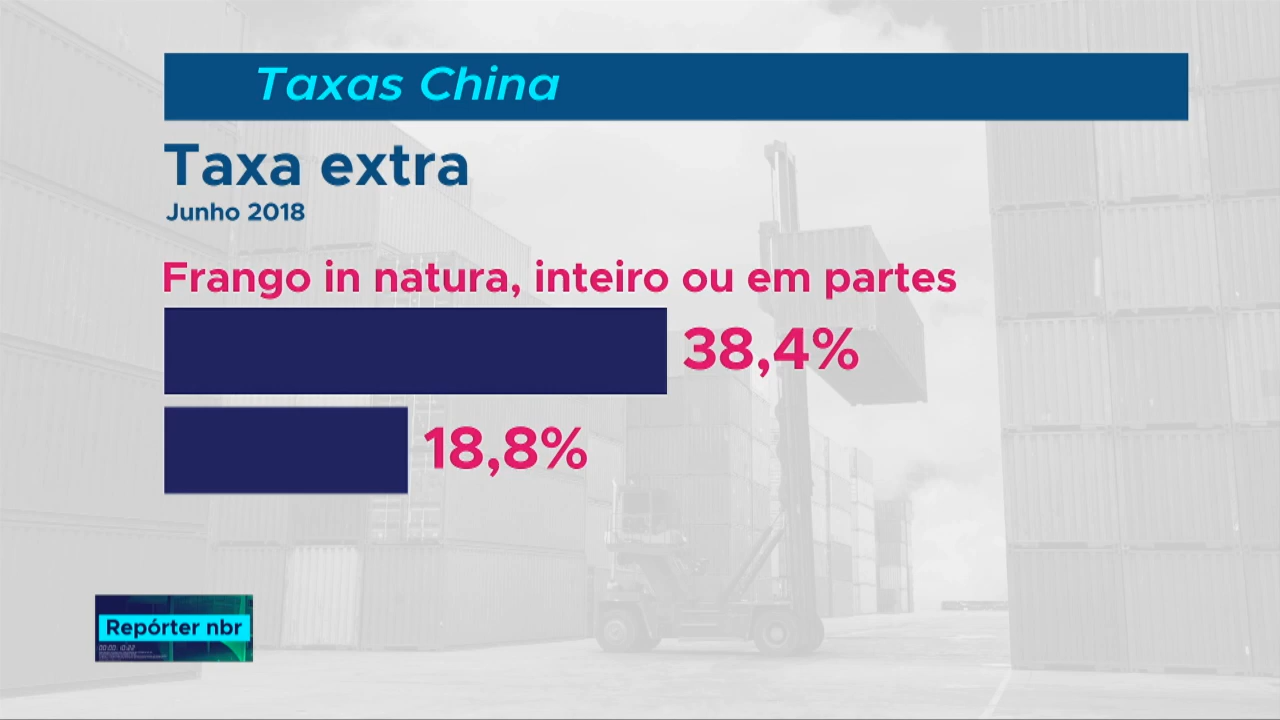 Taxas China
Taxa extra
Junho 2018
Frango in natura, inteiro ou em partes
38,4%
18,8%
Repórter nbr